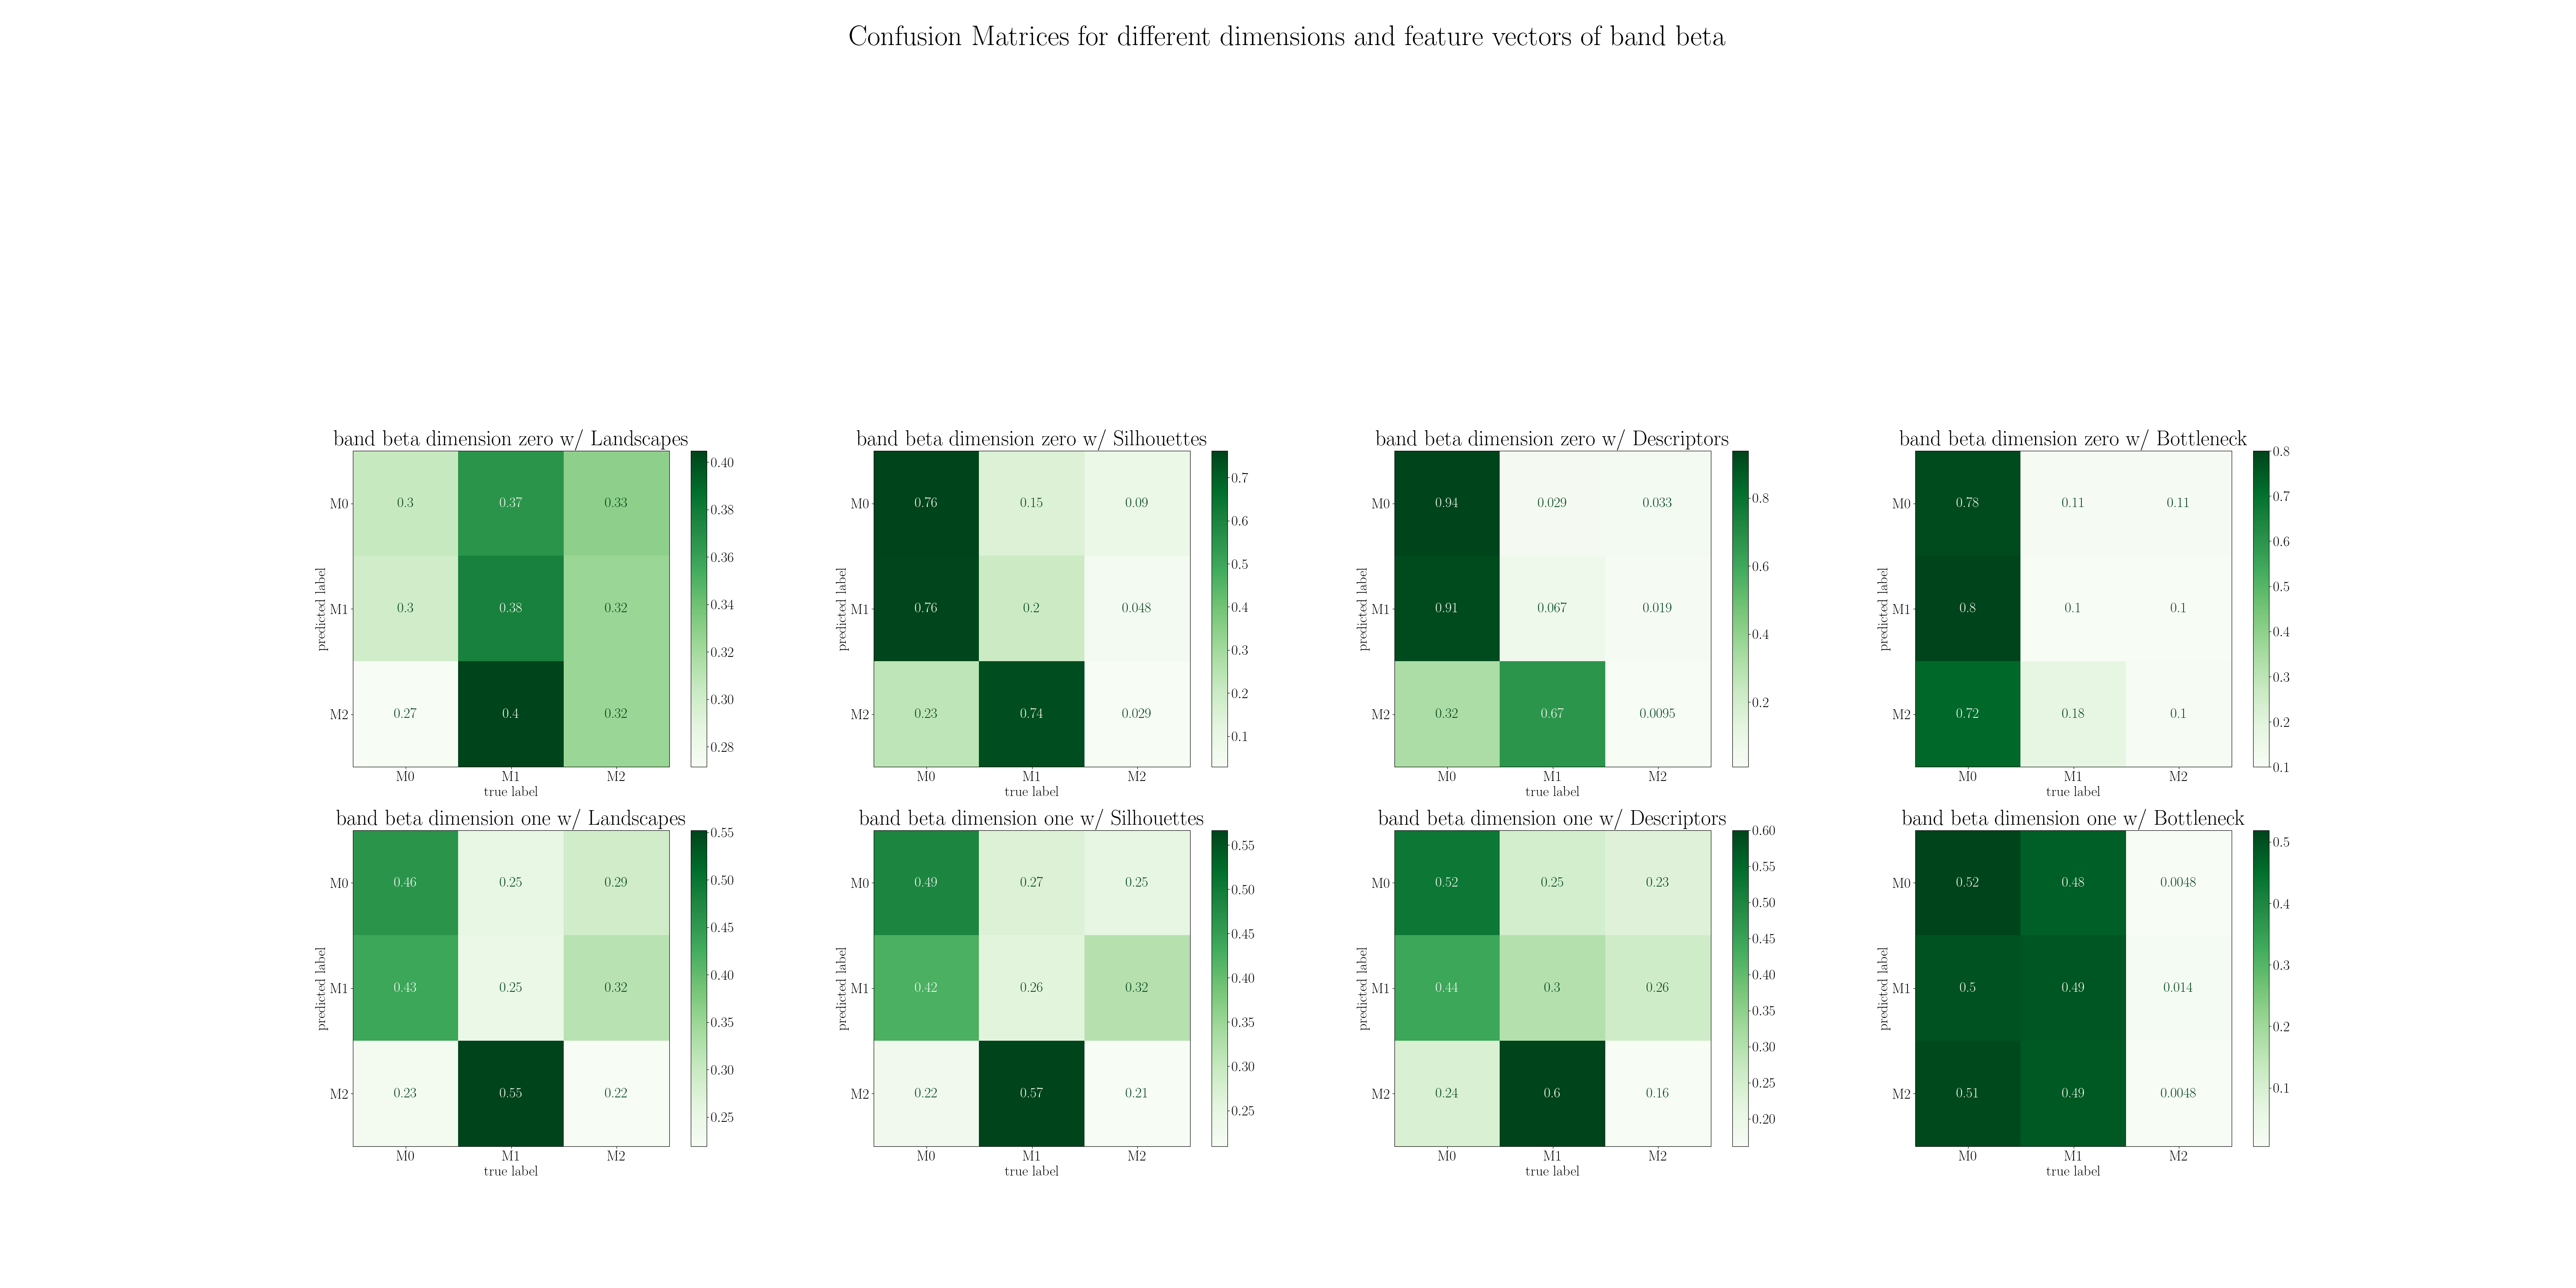 Confusion Matrices for different dimensions and feature vectors of band beta
band beta dimension zero w/ Landscapes
predicted label
M0 0.3 0.37 0.33
M1 0.3 0.38 0.32
M2 0.27 0.4 0.32
M0 M1 M2
true label
0.40
0.38
0.36
0.34
0.32
0.30
0.28
band beta dimension zero w/ Silhouettes
predicted label
M0 0.76 0.15 0.09
M1 0.76 0.2 0.048
M2 0.23 0.74 0.029
M0 M1 M2
true label
0.7
0.6
0.5
0.4
0.3
0.2
0.1
band beta dimension zero w/ Descriptors
predicted label
M0 0.94 0.029 0.033
M1 0.91 0.067 0.019
M2 0.32 0.67 0.0095
M0 M1 M2
true label
0.8
0.6
0.4
0.2
band beta dimension zero w/ Bottleneck
predicted label
M0 0.78 0.11 0.11
M1 0.8 0.1 0.1
M2 0.72 0.18 0.1
M0 M1 M2
true label
0.8
0.7
0.6
0.5
0.4
0.3
0.2
0.1
band beta dimension one w/ Landscapes
predicted label
M0 0.46 0.25 0.29
M1 0.43 0.25 0.32
M2 0.23 0.55 0.22
M0 M1 M2
true label
0.55
0.50
0.45
0.40
0.35
0.30
0.25
band beta dimension one w/ Silhouettes
predicted label
M0 0.49 0.27 0.25
M1 0.42 0.26 0.32
M2 0.22 0.57 0.21
M0 M1 M2
true label
0.55
0.50
0.45
0.40
0.35
0.30
0.25
band beta dimension one w/ Descriptors
predicted label
M0 0.52 0.25 0.23
M1 0.44 0.3 0.26
M2 0.24 0.6 0.16
M0 M1 M2
true label
0.60
0.55
0.50
0.45
0.40
0.35
0.30
0.25
0.20
band beta dimension one w/ Bottleneck
predicted label
M0 0.52 0.48 0.0048
M1 0.5 0.49 0.014
M2 0.51 0.49 0.0048
M0 M1 M2
true label
0.5
0.4
0.3
0.2
0.1